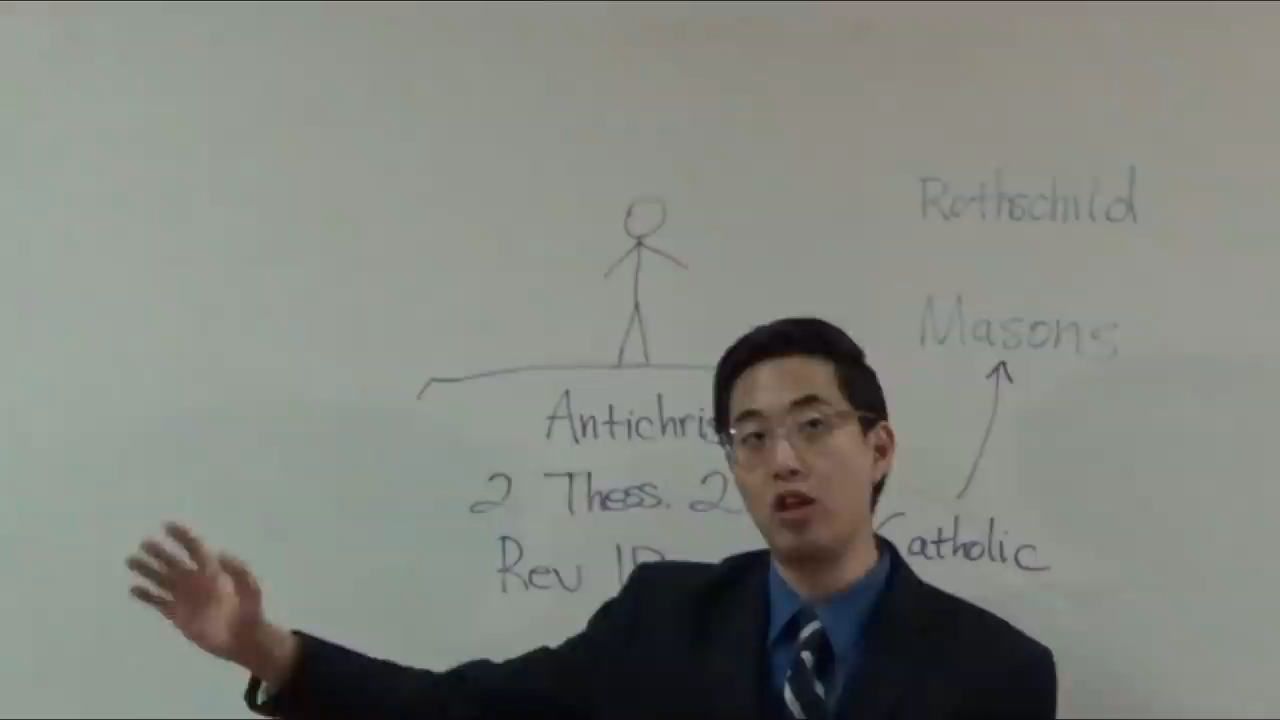 Rothschild
Masons
Antichris
2 Thess. 2
Rev
Catholic